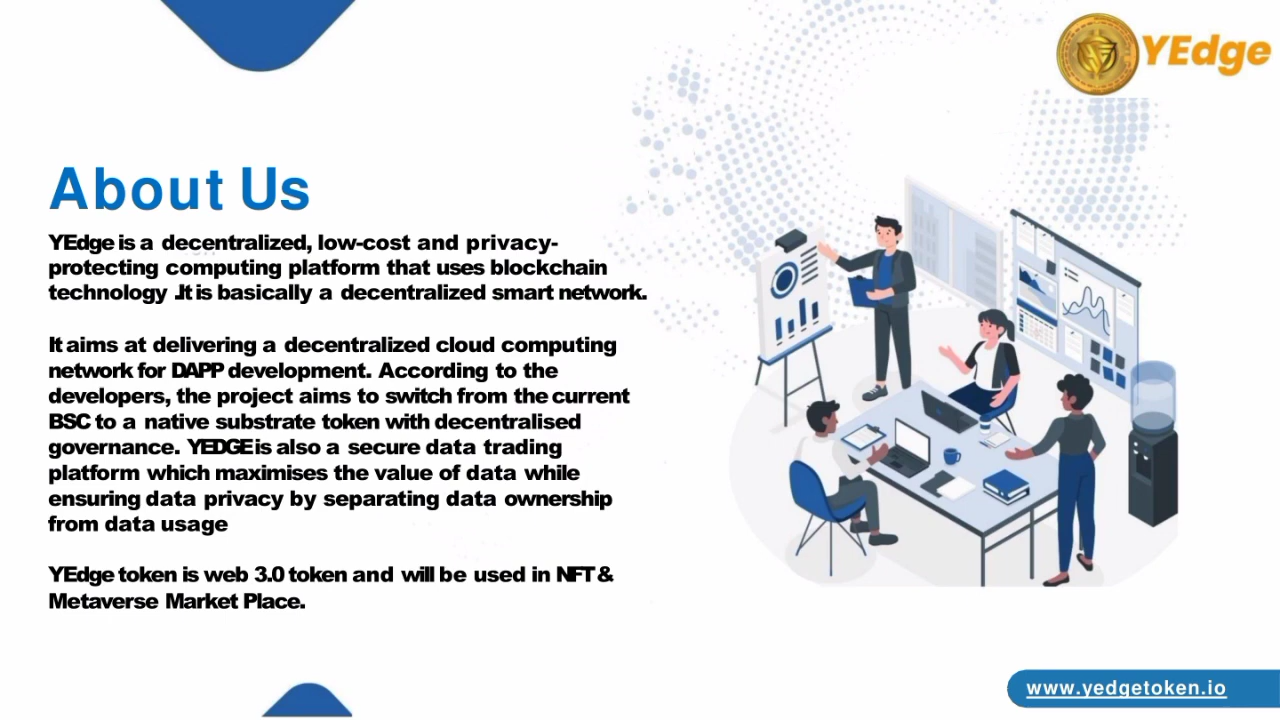 YEdge
About Us
YEdge is a decentralized, low-cost and privacy-
protecting computing platform that uses blockchain
technology .It is basically a decentralized smart network.
It aims at delivering a decentralized cloud computing
network for DAPP development. According to the
developers, the project aims to switch from the current
BSC to a native substrate token with decentralised
governance. YEDGE is also a secure data trading
platform which maximises the value of data while
ensuring data privacy by separating data ownership
from data usage
YEdge token is web 3.0 token and will be used in NFT &
Metaverse Market Place.
www.yedgetoken.io